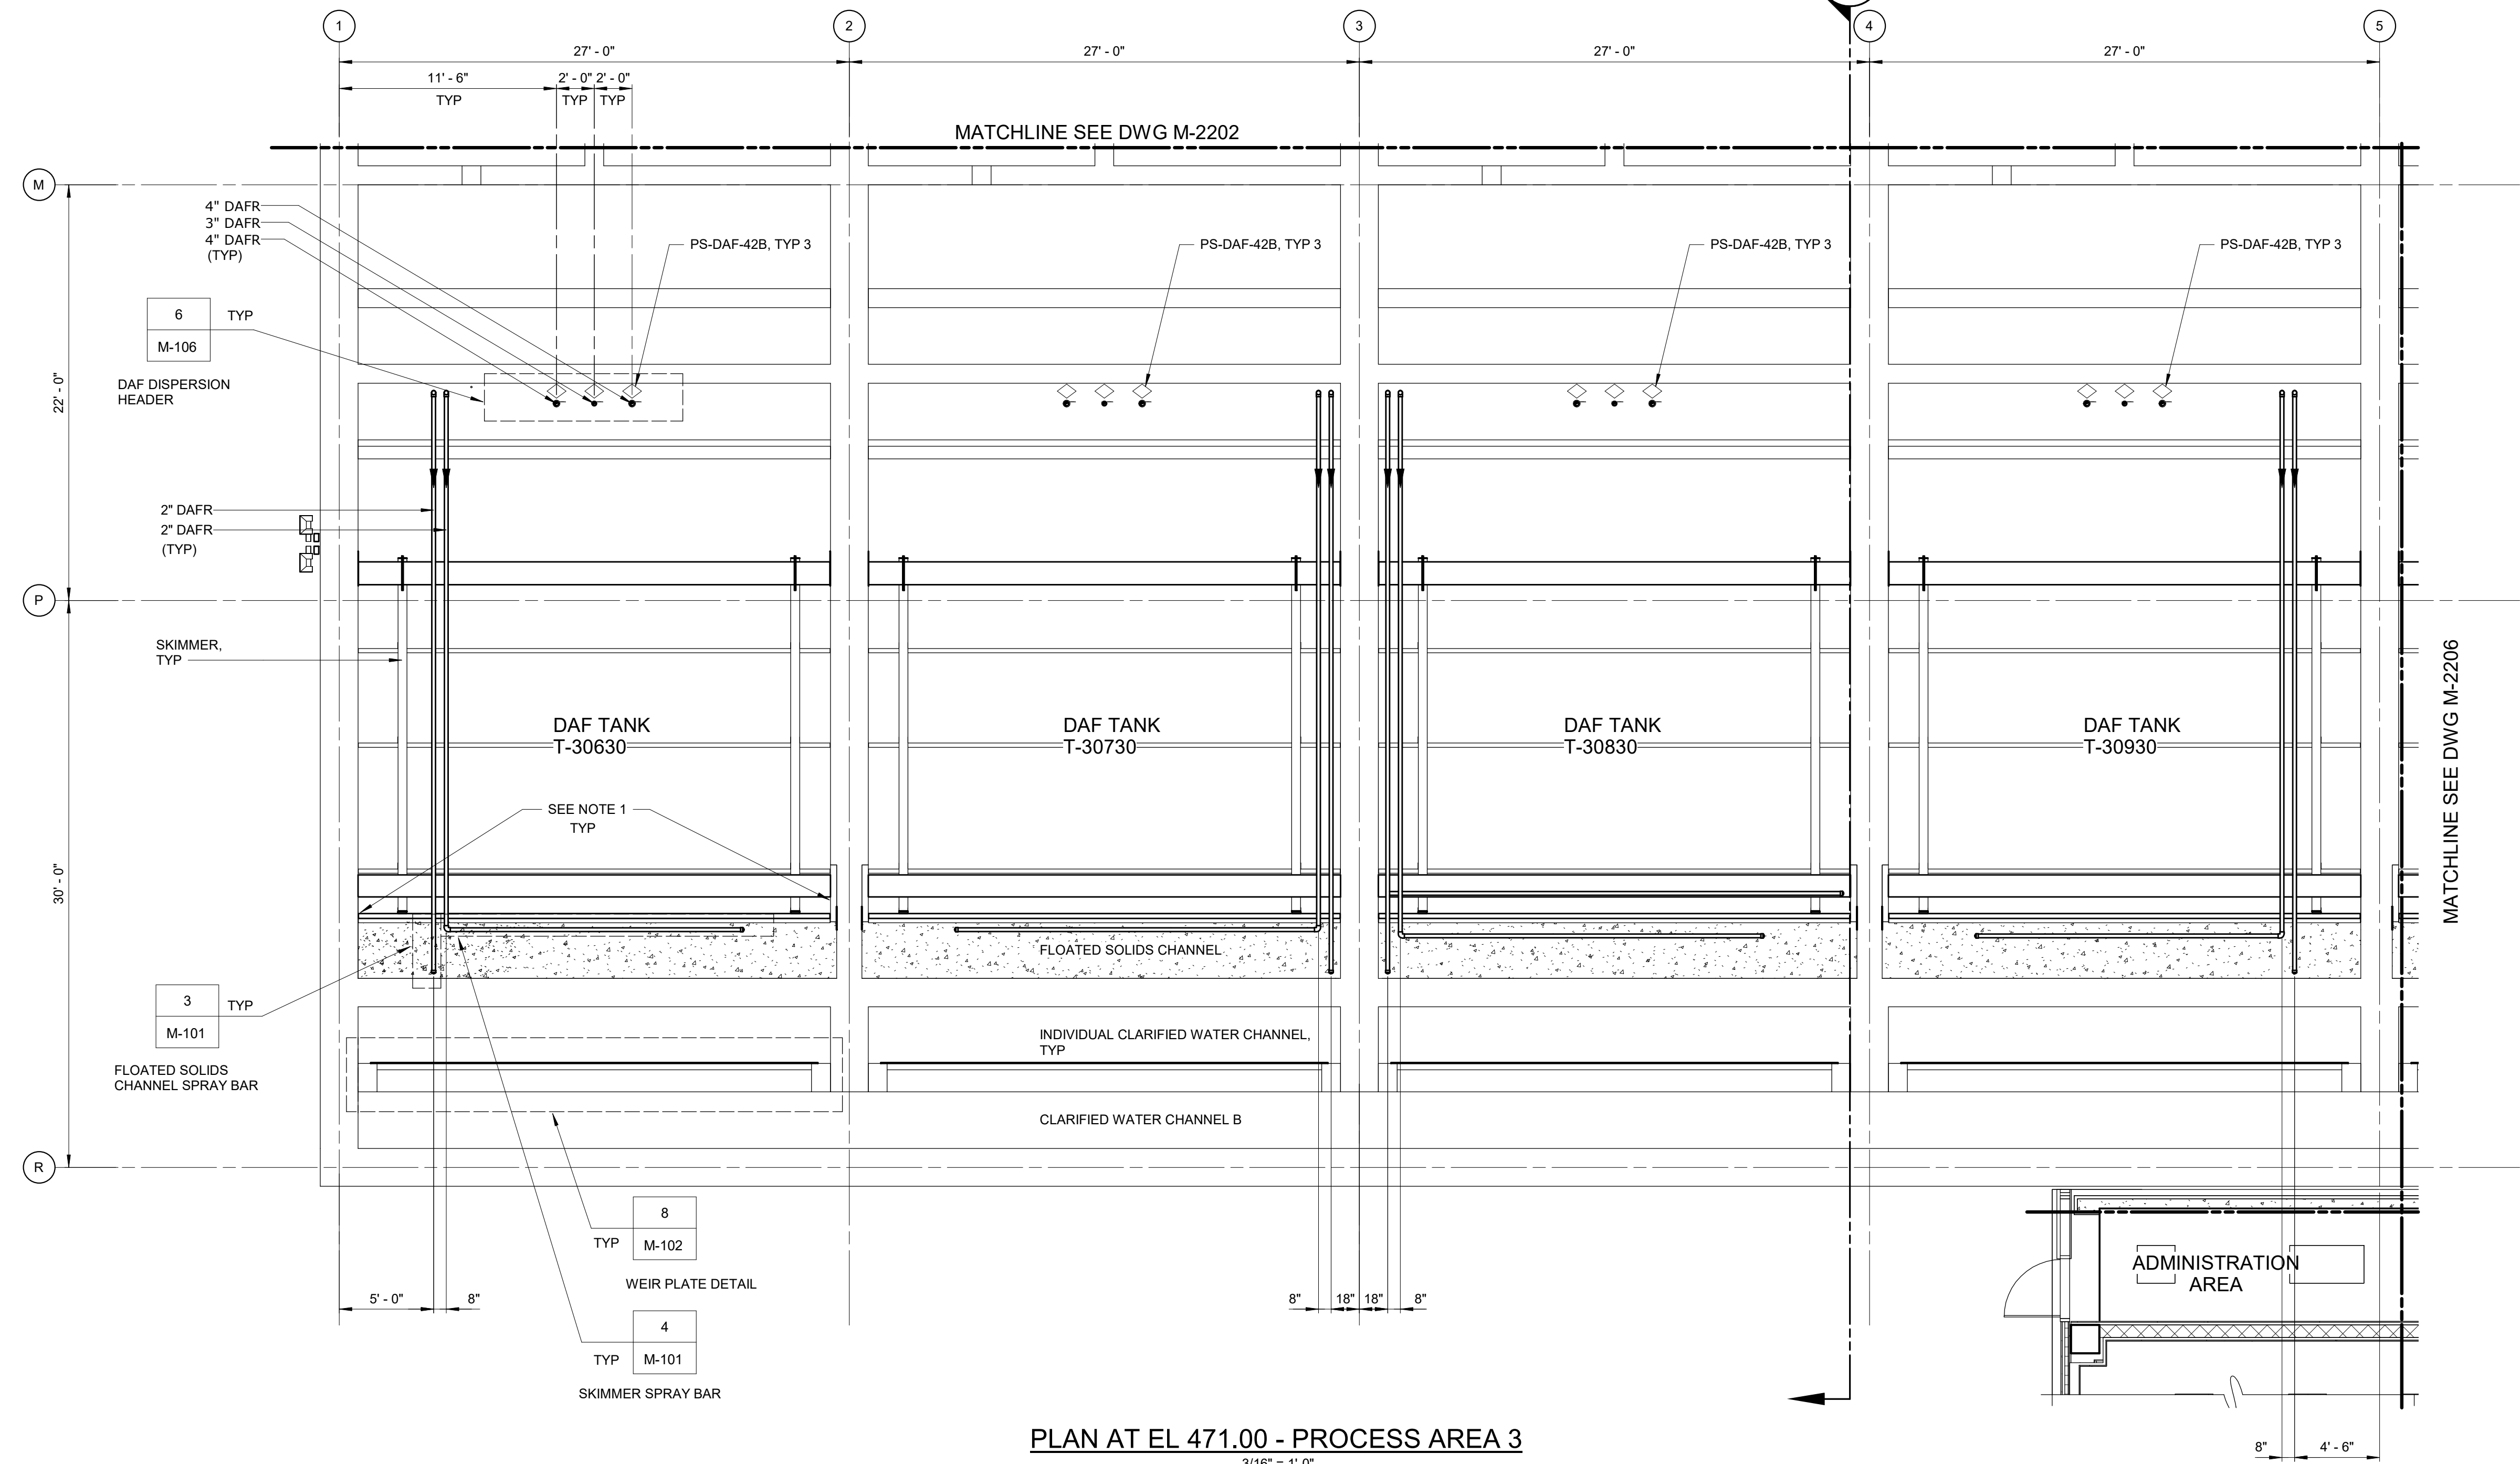 1
2
3
4
5
27' - 0"
27' - 0"
27' - 0"
27' - 0"
11' - 6"
2' - 0"
2' - 0"
TYP
TYP
TYP
MATCHLINE SEE DWG M-2202
M
4" DAFR
3" DAFR
4" DAFR
(TYP)
PS-DAF-42B, TYP 3
PS-DAF-42B, TYP 3
PS-DAF-42B, TYP 3
PS-DAF-42B, TYP 3
6
TYP
M-106
DAF DISPERSION
HEADER
22' - 0"
2" DAFR
2" DAFR
(TYP)
P
SKIMMER,
TYP
DAF TANK
T-30630
DAF TANK
T-30730
DAF TANK
T-30830
DAF TANK
T-30930
MATCHLINE SEE DWG M-2206
SEE NOTE 1
TYP
30' - 0"
FLOATED SOLIDS CHANNEL
3
TYP
M-101
FLOATED SOLIDS
CHANNEL SPRAY BAR
INDIVIDUAL CLARIFIED WATER CHANNEL,
TYP
CLARIFIED WATER CHANNEL B
R
8
TYP
M-102
WEIR PLATE DETAIL
4
TYP
M-101
SKIMMER SPRAY BAR
5' - 0"
8"
8"
18"
18"
8"
ADMINISTRATION
AREA
8"
4' - 6"
PLAN AT EL 471.00 - PROCESS AREA 3
3/16" = 1'-0"